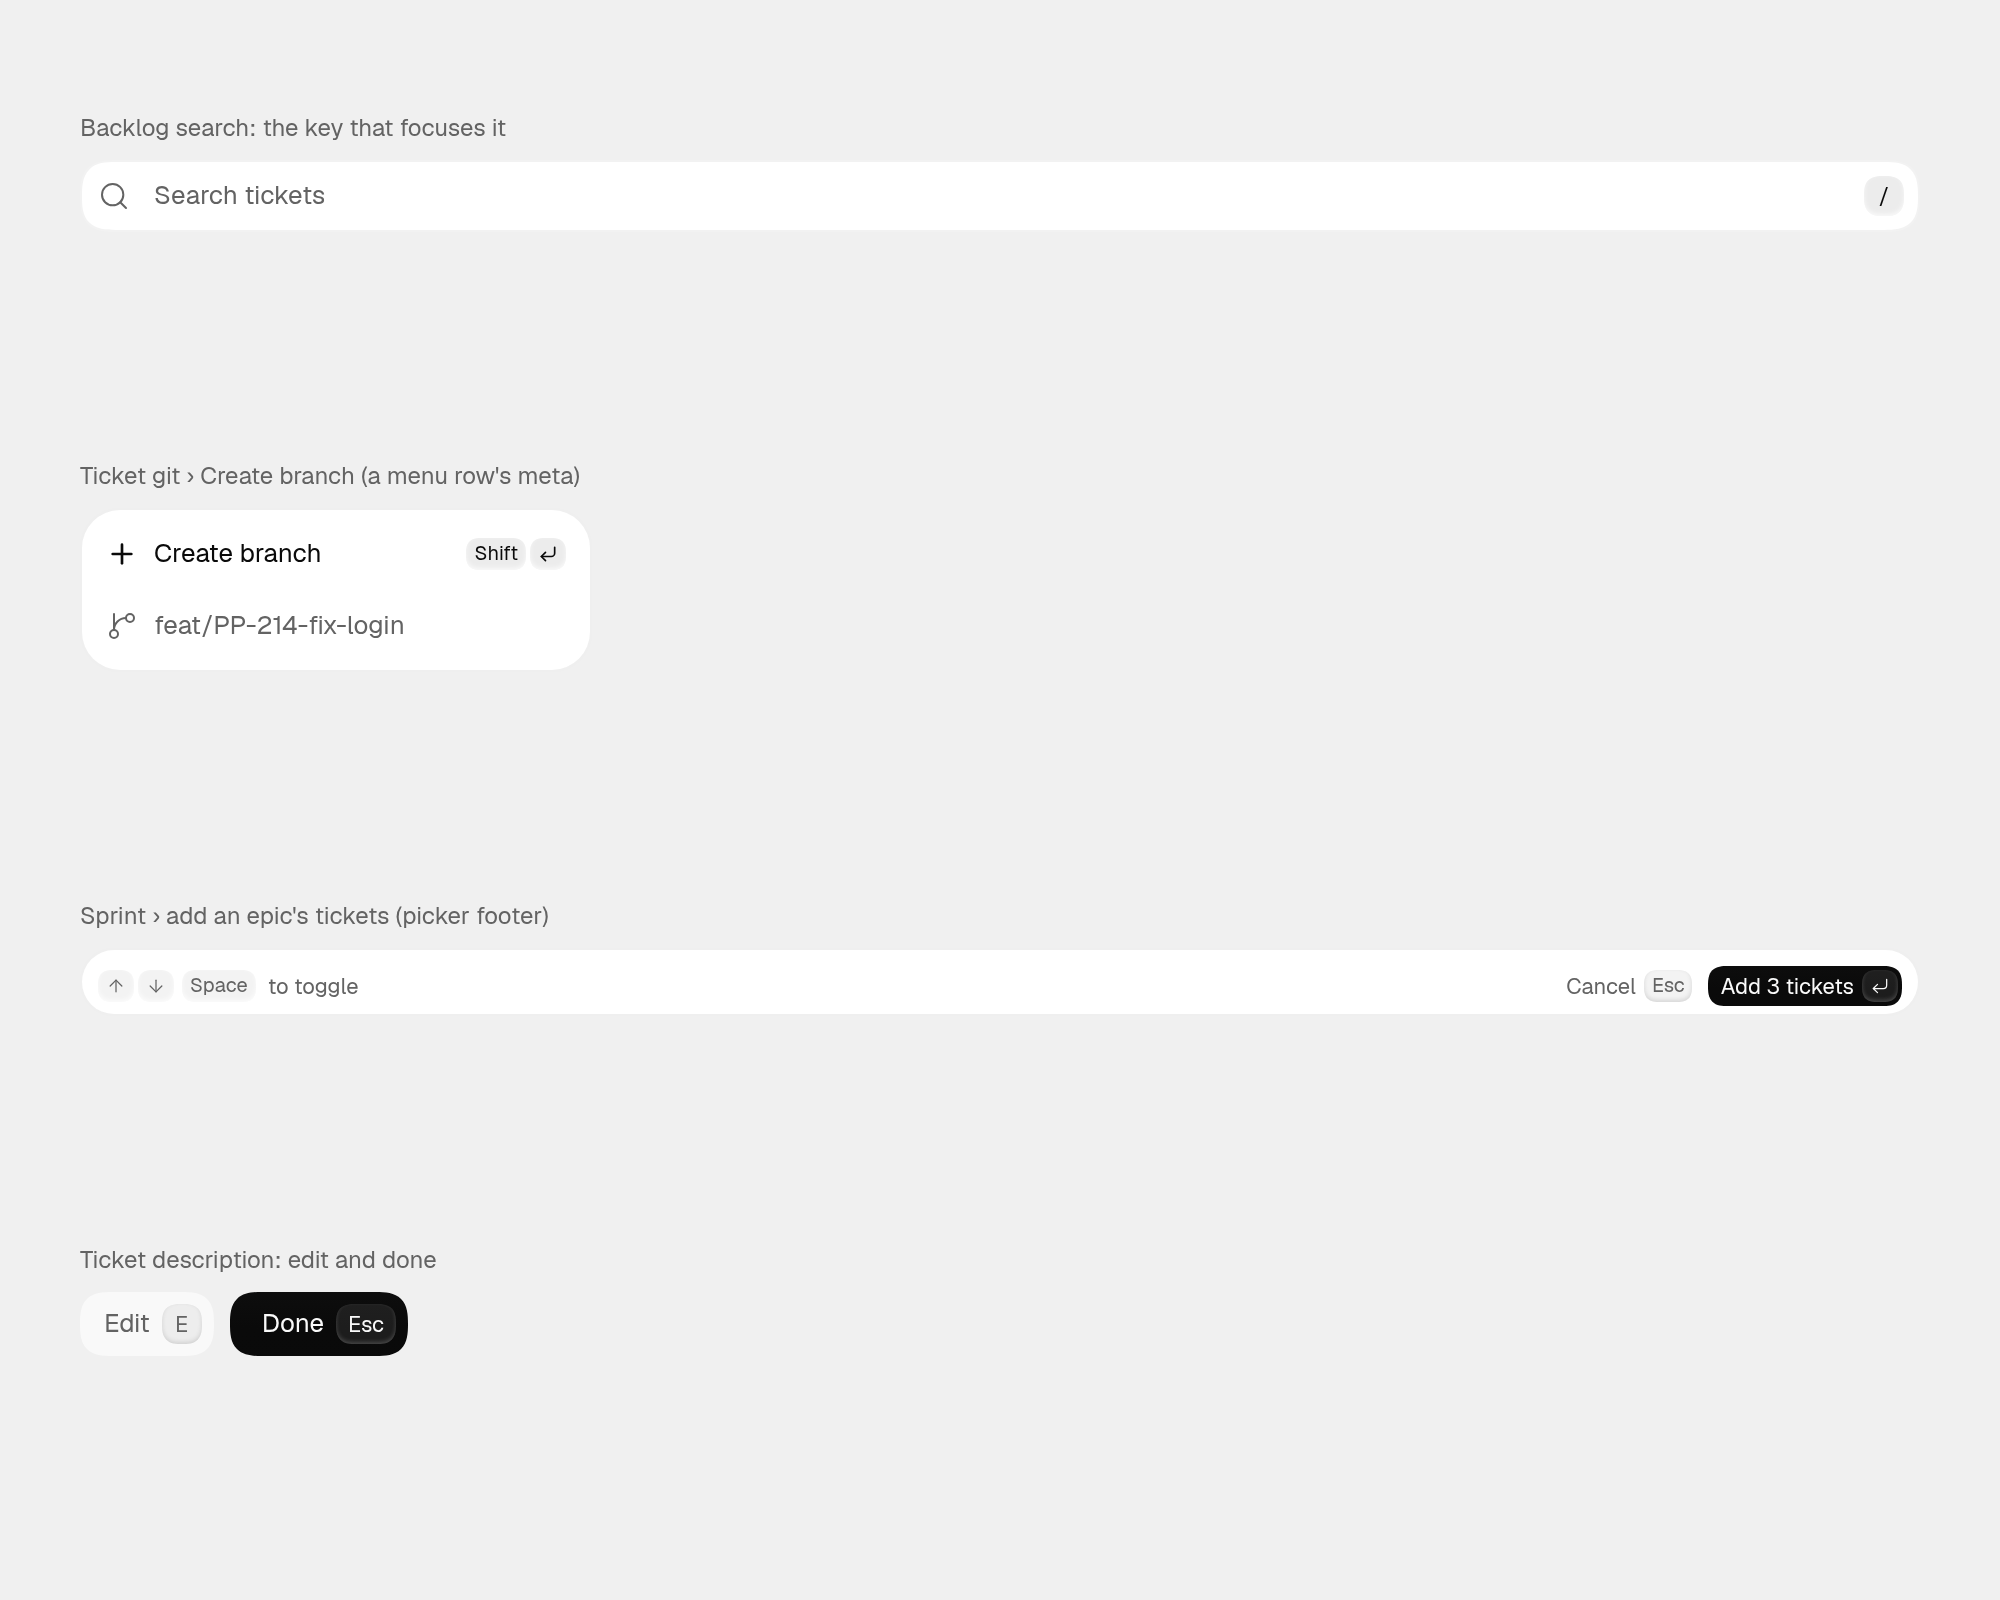 Backlog search: the key that focuses it
Search tickets /
Ticket git › Create branch (a menu row's meta)
Create branch Shift ↵
feat/PP-214-fix-login
Sprint › add an epic's tickets (picker footer)
↑ ↓ Space to toggle Cancel Esc Add 3 tickets ↵
Ticket description: edit and done
Edit E Done Esc